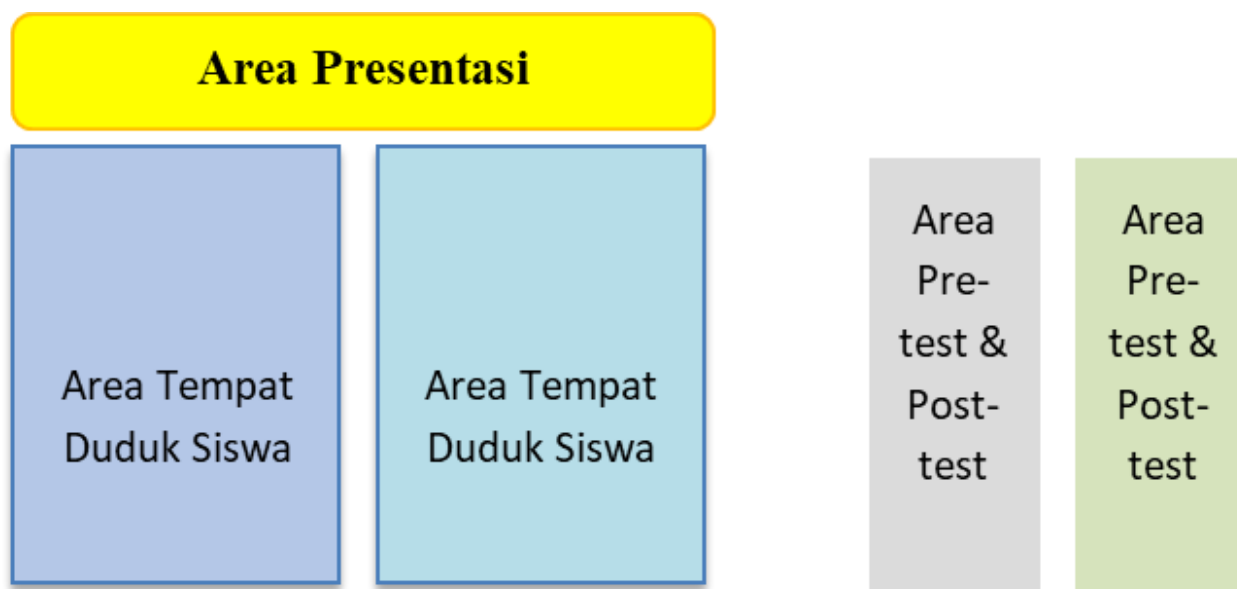 Area Presentasi
Area Tempat
Duduk Siswa
Area Tempat
Duduk Siswa
Area
Pre-
test &
Post-
test
Area
Pre-
test &
Post-
test